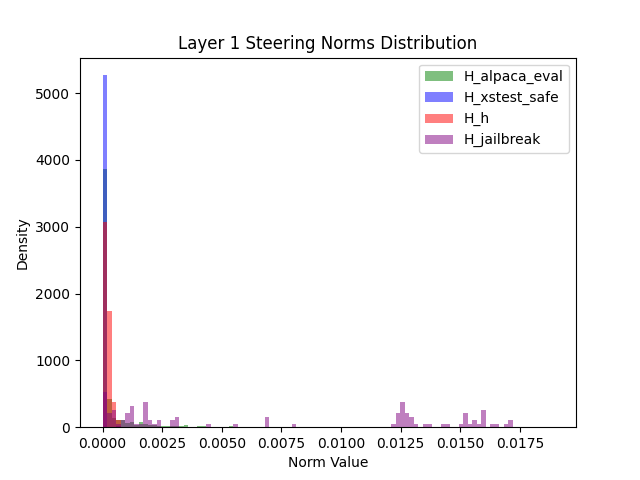 Layer 1 Steering Norms Distribution
H_alpaca_eval
H_xstest_safe
H_h
H_jailbreak
Density
5000
4000
3000
2000
1000
0
0.0000 0.0025 0.0050 0.0075 0.0100 0.0125 0.0150 0.0175
Norm Value